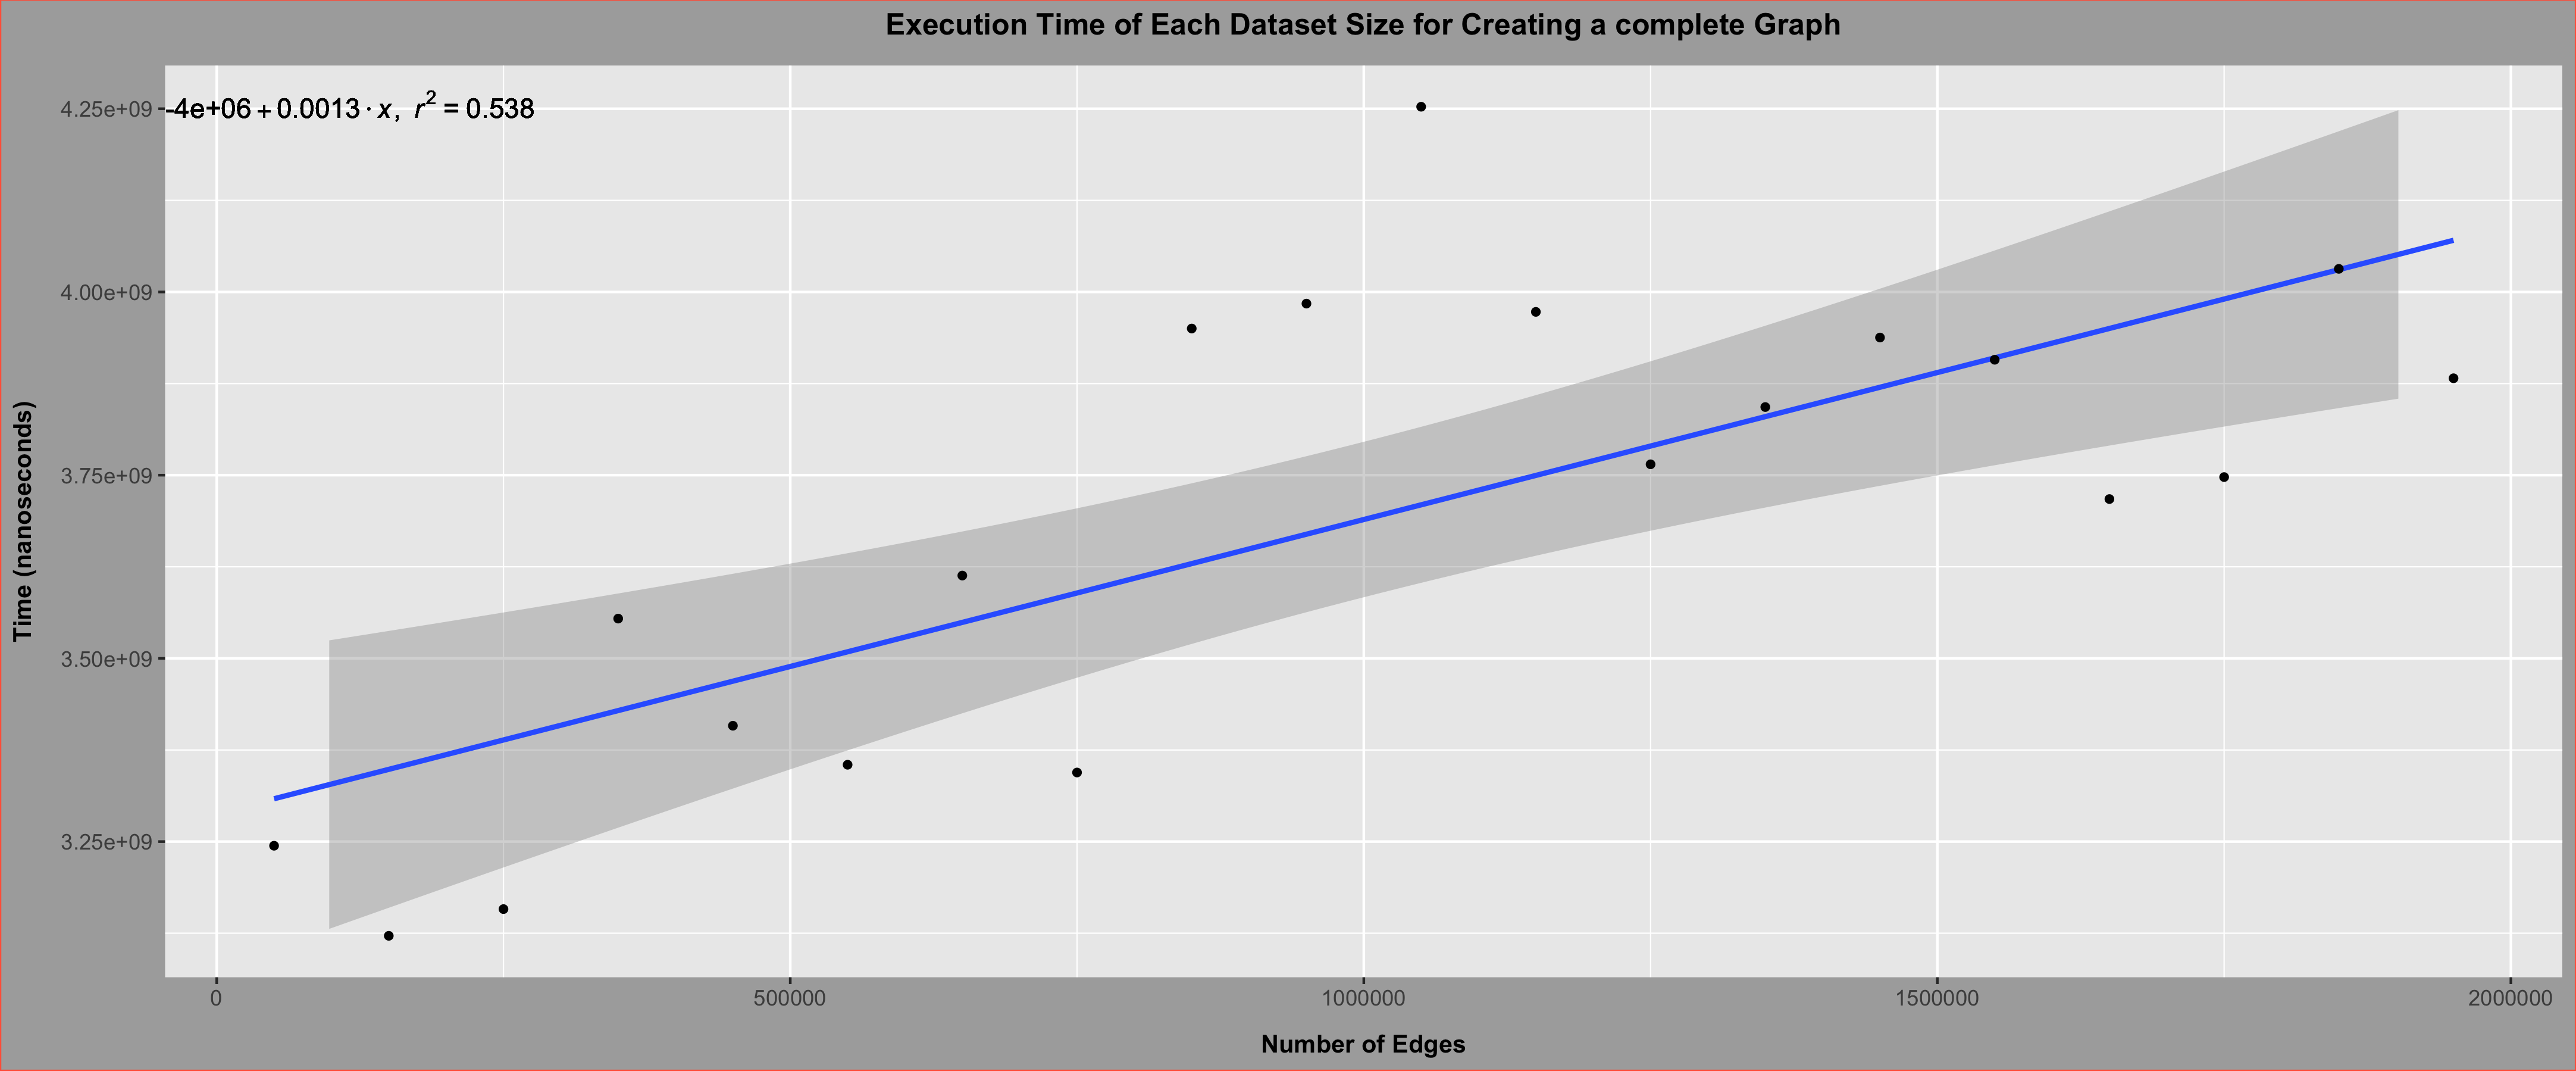 Execution Time of Each Dataset Size for Creating a complete Graph
-4e+06 + 0.0013 · x, r² = 0.538
4.25e+09
4.00e+09
3.75e+09
3.50e+09
3.25e+09
Time (nanoseconds)
0 500000 1000000 1500000 2000000
Number of Edges